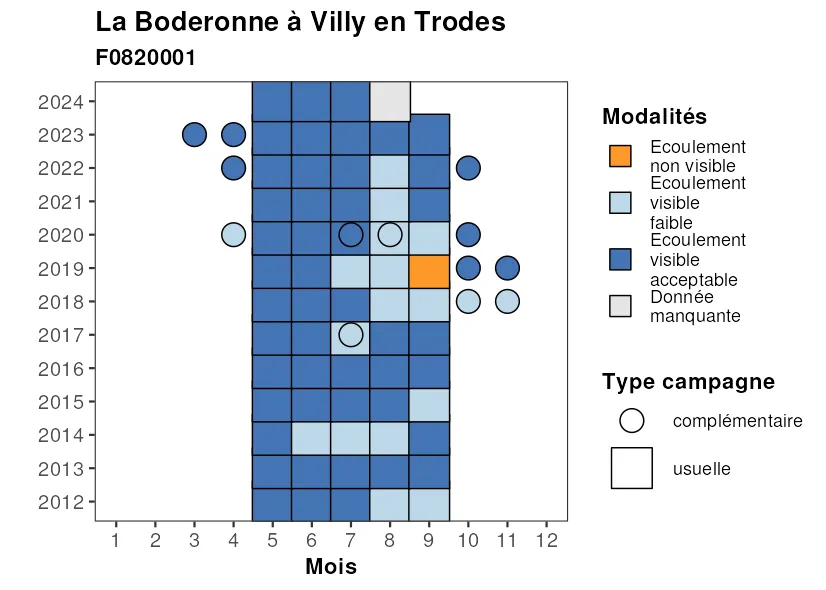 La Boderonne à Villy en Trodes
F0820001
2024
2023
2022
2021
2020
2019
2018
2017
2016
2015
2014
2013
2012
1 2 3 4 5 6 7 8 9 10 11 12
Mois
Modalités
Ecoulement
non visible
Ecoulement
visible
faible
Ecoulement
visible
acceptable
Donnée
manquante
Type campagne
complémentaire
usuelle